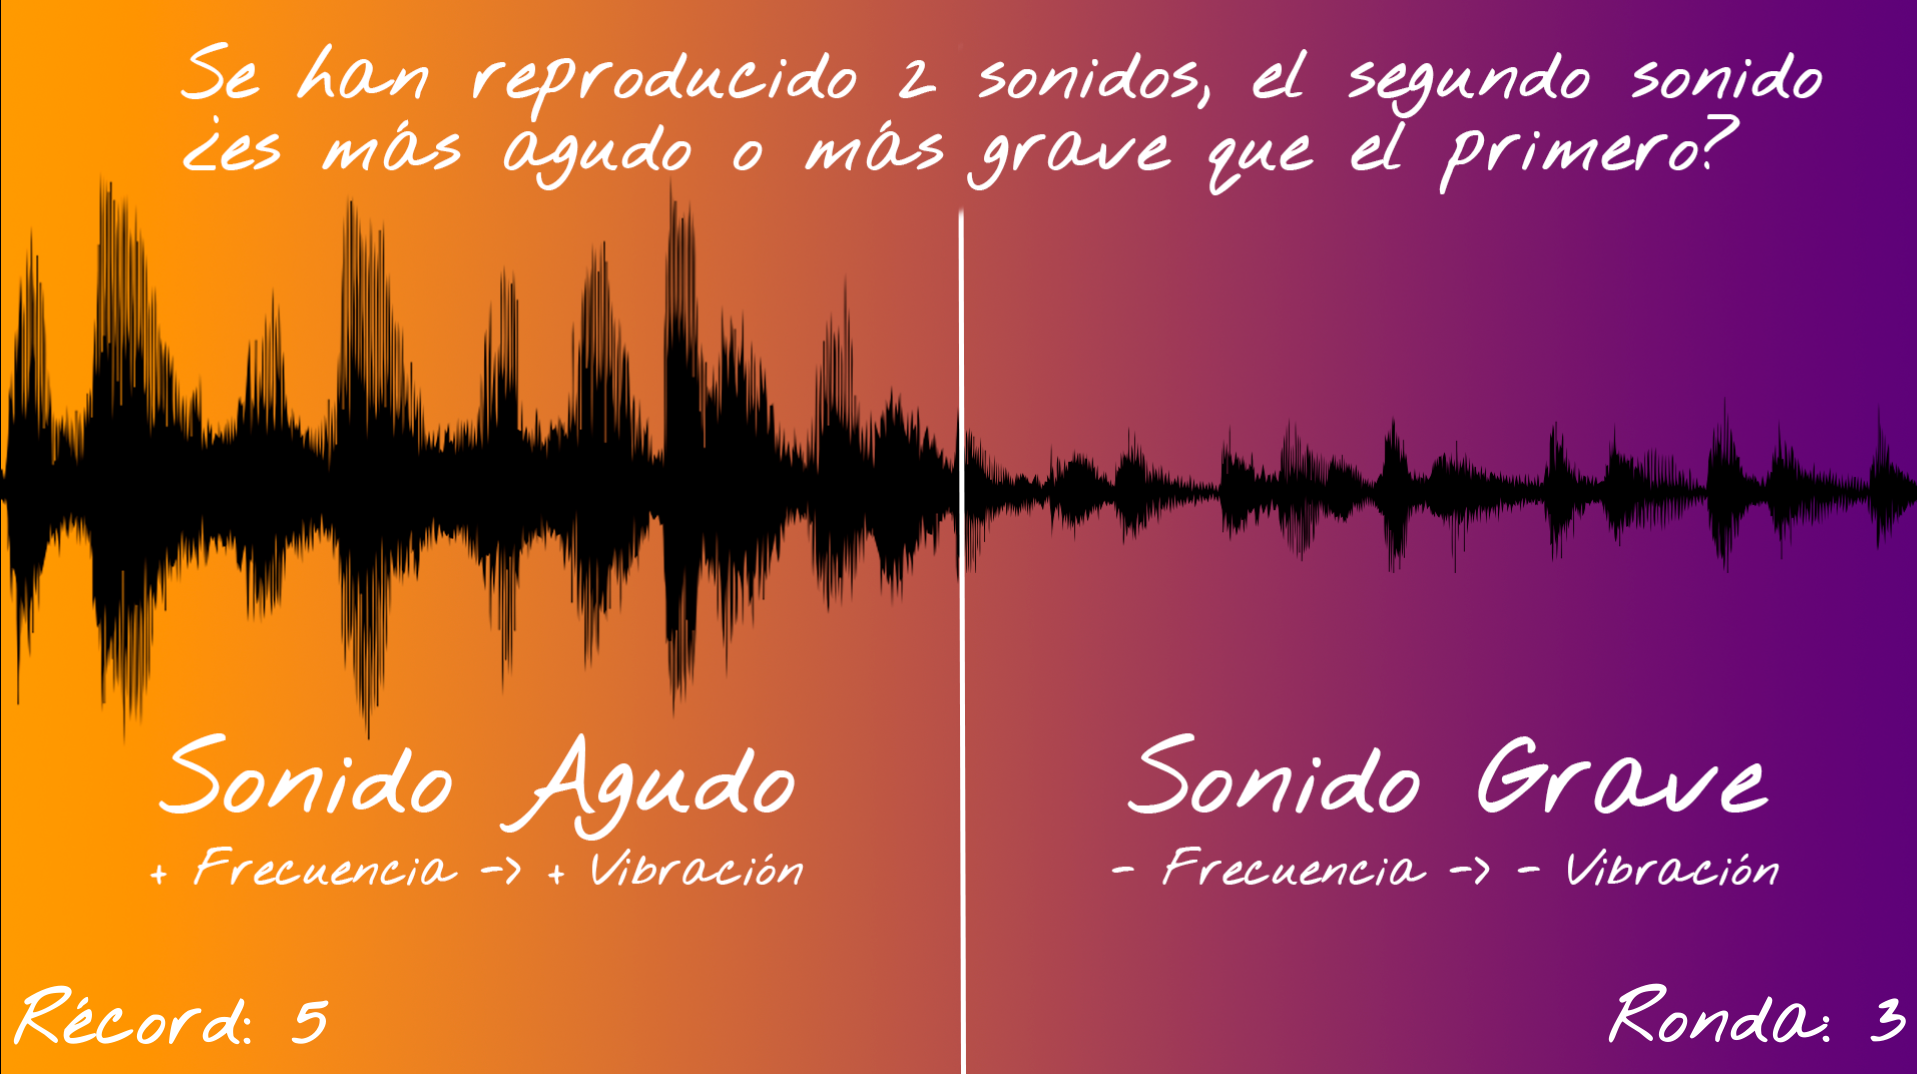 Se han reproducido 2 sonidos, el segundo sonido
¿es más agudo o más grave que el primero?
Sonido Agudo
+ Frecuencia -> + Vibración
Sonido Grave
- Frecuencia -> - Vibración
Récord: 5
Ronda: 3